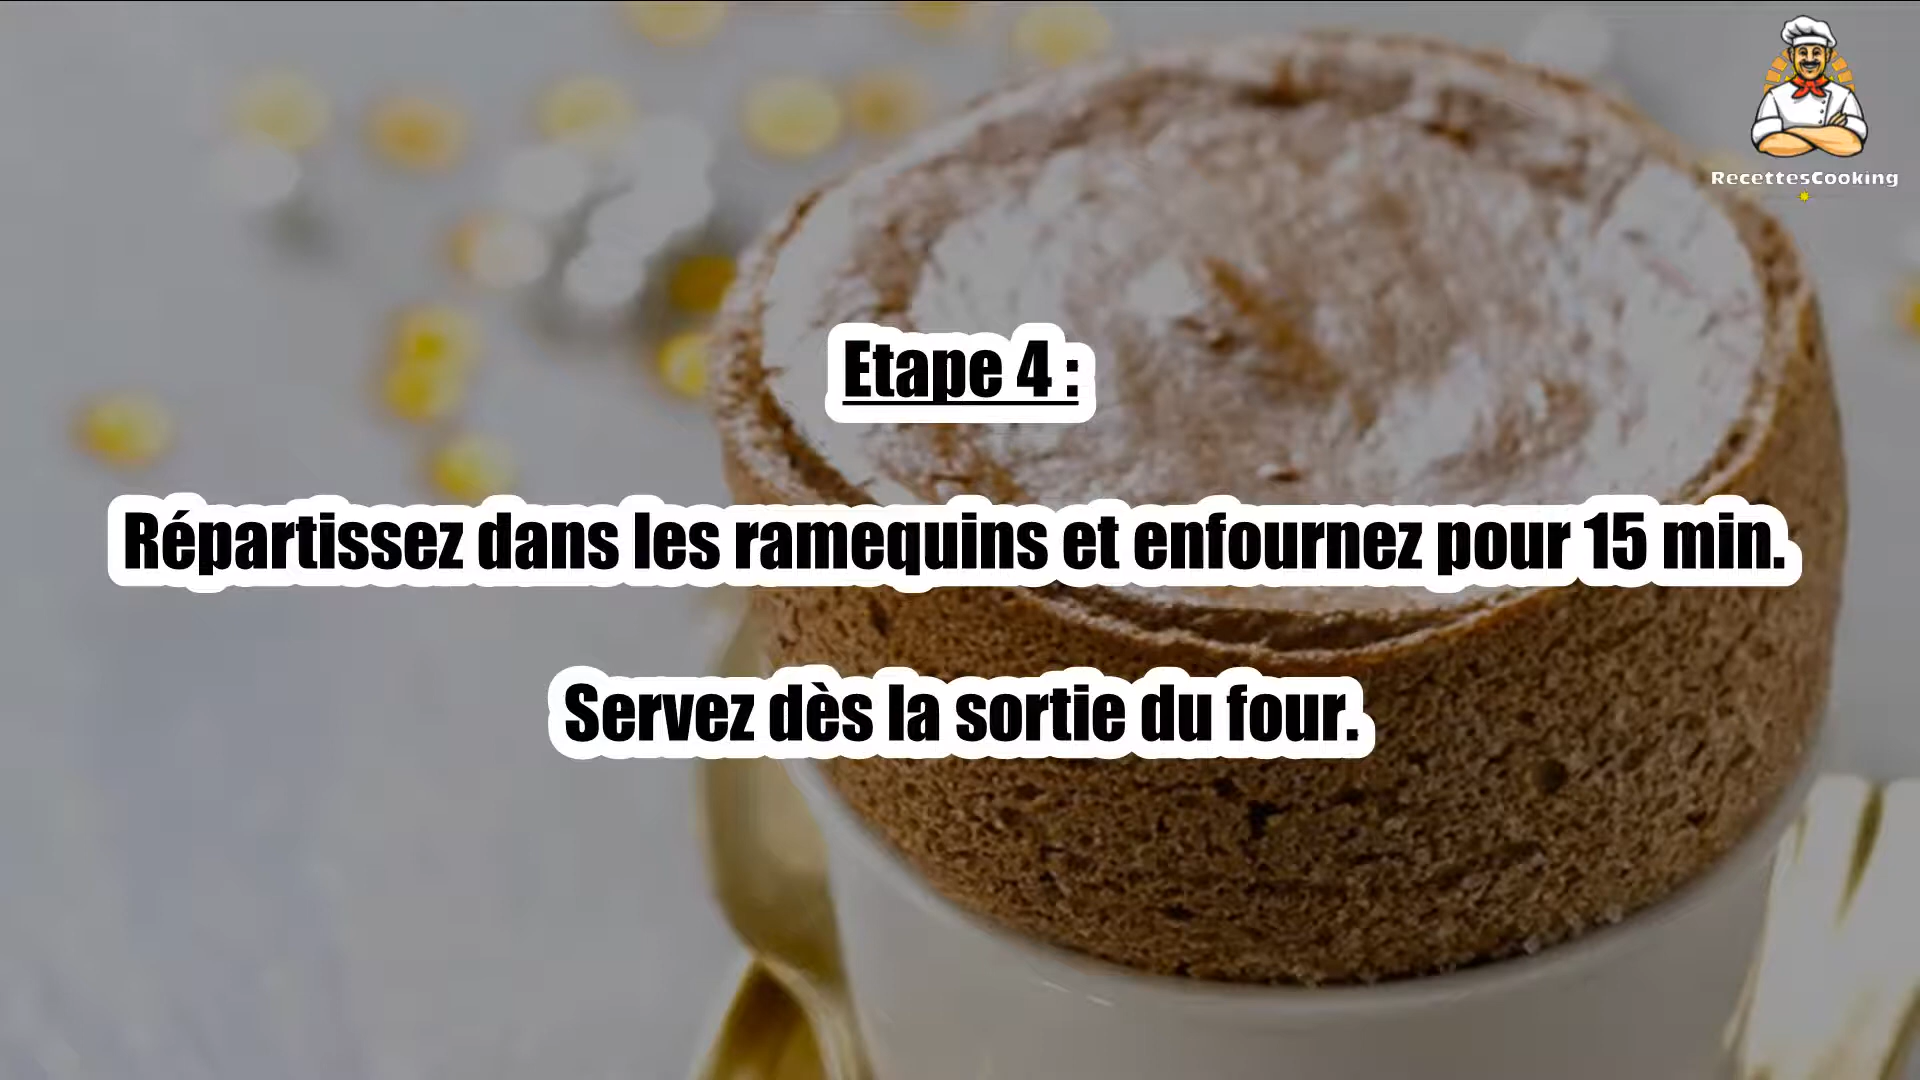 RecettesCooking
Etape 4 :
Répartissez dans les ramequins et enfournez pour 15 min.
Servez dès la sortie du four.